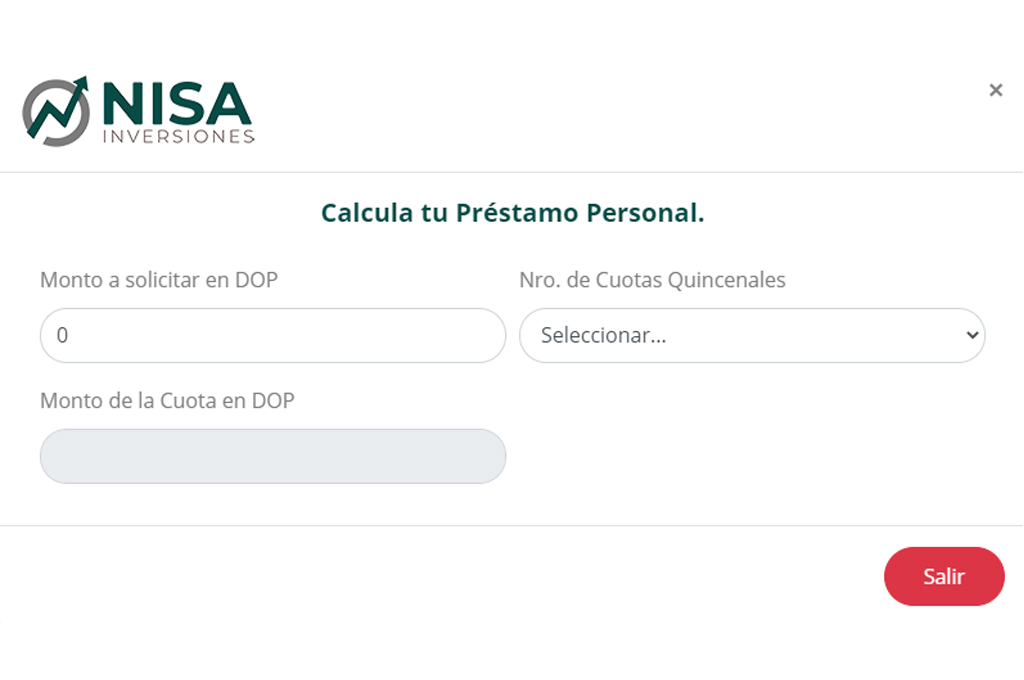 NISA
INVERSIONES
×
Calcula tu Préstamo Personal.
Monto a solicitar en DOP
Nro. de Cuotas Quincenales
0
Seleccionar...
Monto de la Cuota en DOP
Salir